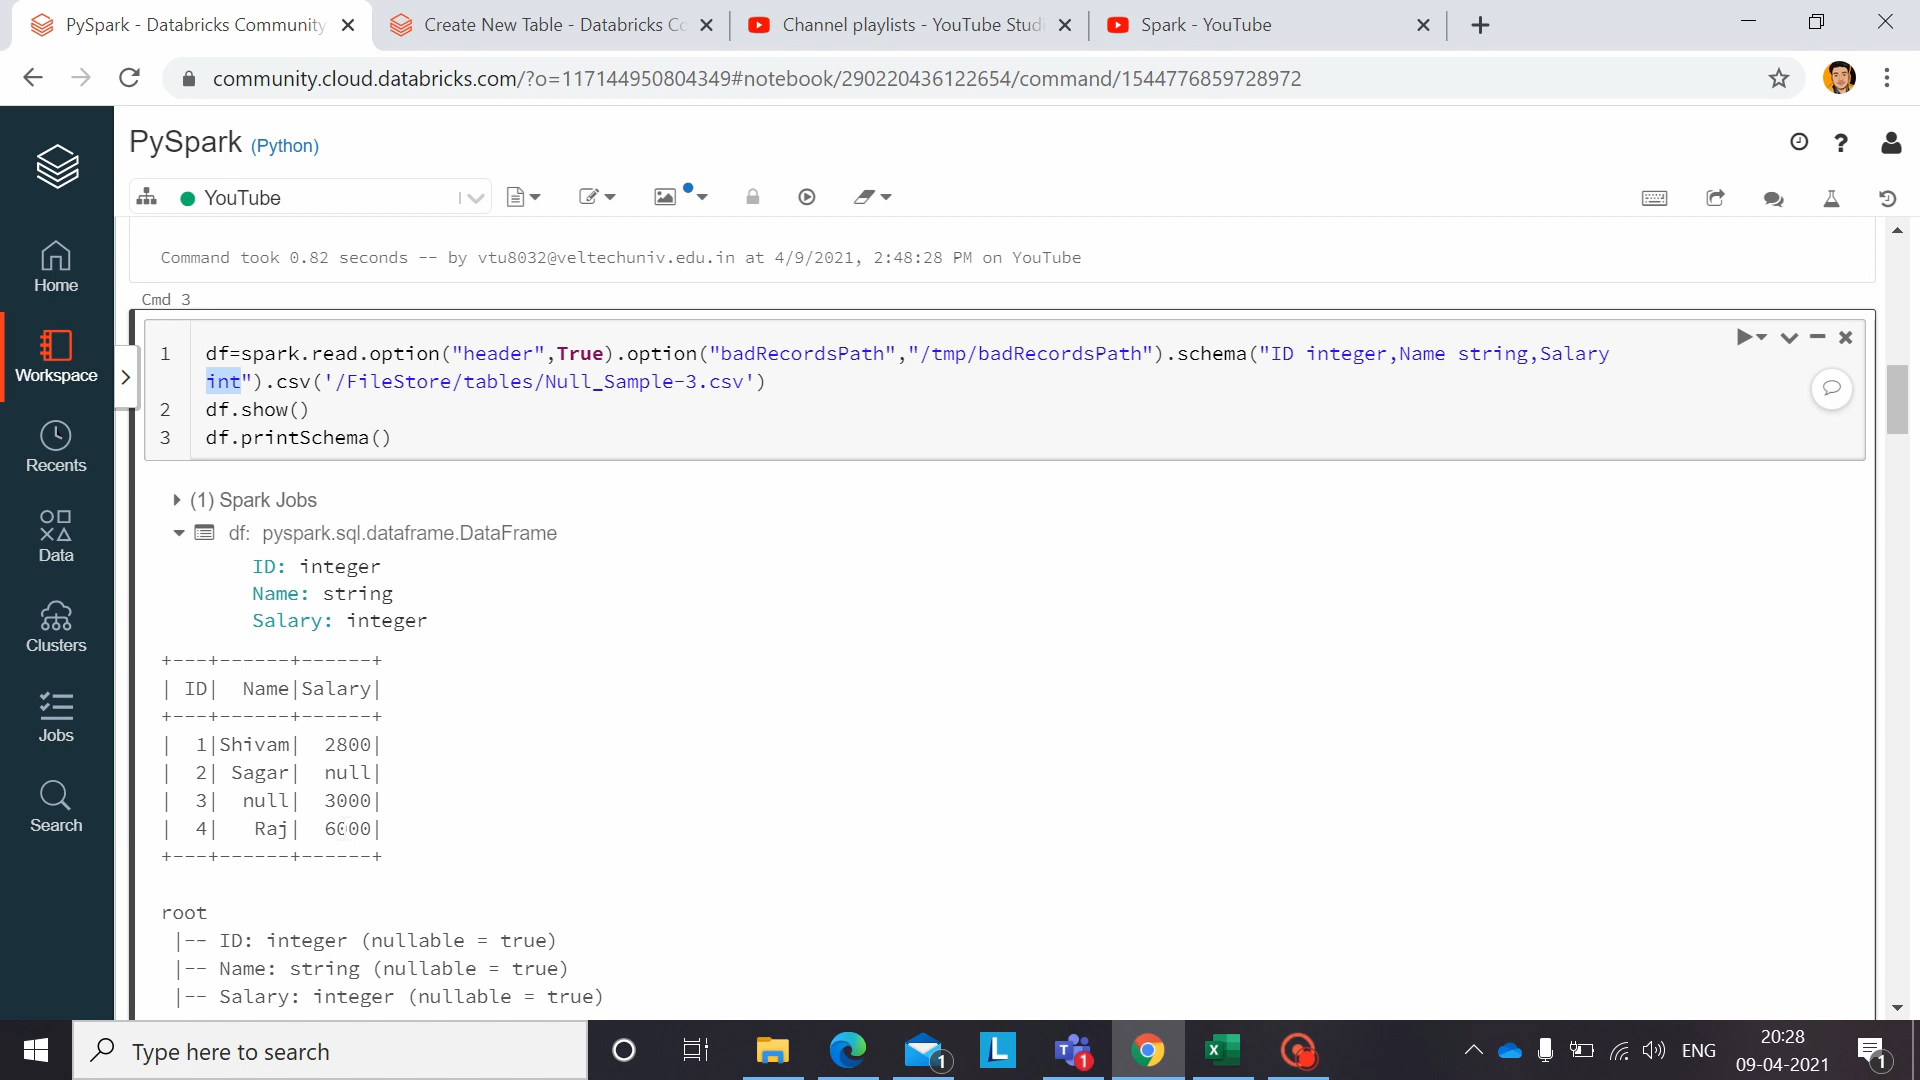 PySpark - Databricks Community
Create New Table - Databricks Co
Channel playlists - YouTube Studi
Spark - YouTube
community.cloud.databricks.com/?o=117144950804349#notebook/290220436122654/command/1544776859728972
PySpark (Python)
YouTube
Command took 0.82 seconds -- by vtu8032@veltechuniv.edu.in at 4/9/2021, 2:48:28 PM on YouTube
Cmd 3
1 df=spark.read.option("header",True).option("badRecordsPath","/tmp/badRecordsPath").schema("ID integer,Name string,Salary
int").csv('/FileStore/tables/Null_Sample-3.csv')
2 df.show()
3 df.printSchema()
(1) Spark Jobs
df: pyspark.sql.dataframe.DataFrame
ID: integer
Name: string
Salary: integer
+---+------+------+
| ID|  Name|Salary|
+---+------+------+
|  1|Shivam|  2800|
|  2| Sagar|  null|
|  3|  null|  3000|
|  4|   Raj|  6000|
+---+------+------+
root
|-- ID: integer (nullable = true)
|-- Name: string (nullable = true)
|-- Salary: integer (nullable = true)
Home
Workspace
Recents
Data
Clusters
Jobs
Search
Type here to search
1
1
ENG
20:28
09-04-2021
1